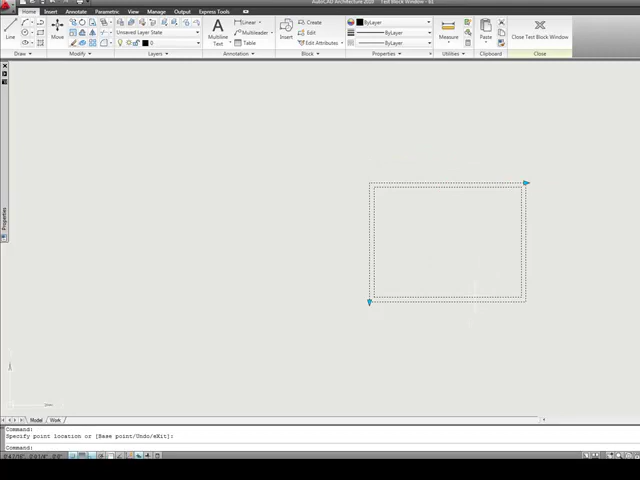 AutoCAD Architecture 2010 Test Block Window - 81
Home Insert Annotate Parametric View Manage Output Express Tools
Line
Move
Unsaved Layer State
0
Multiline
Text
Linear
Multileader
Table
Insert
Create
Edit
Edit Attributes
ByLayer
ByLayer
ByLayer
Measure
Paste
Close Test Block Window
Draw Modify Layers Annotation Block Properties Utilities Clipboard Close
Properties
Model Work
Command:
Specify point location or [Base point/Undo/eXit]:
Command: